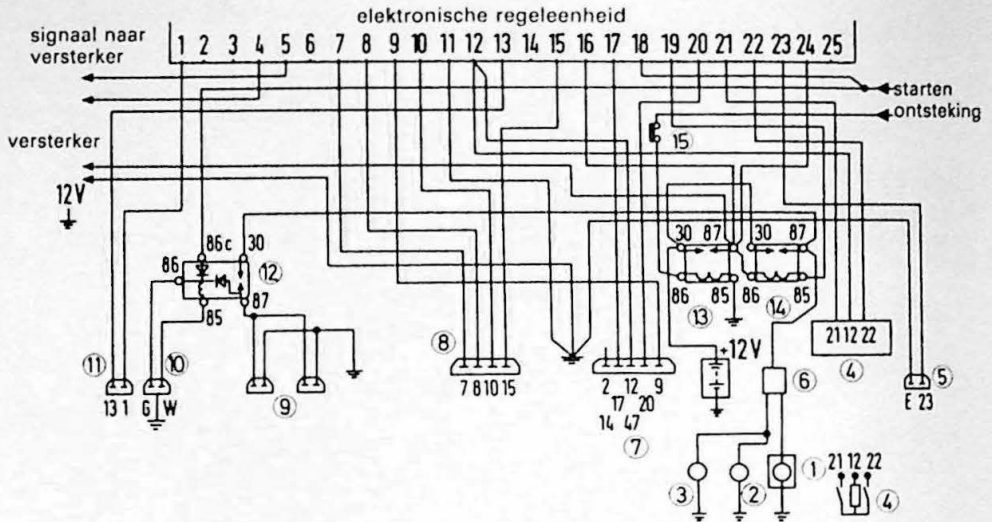 elektronische regeleenheid
signaal naar
versterker
1 2 3 4 5 6 7 8 9 10 11 12 13 15 16 17 18 19 20 21 22 23 24 25
starten
ontsteking
15
versterker
12V
86c 30
86 12
87
85
30 87 30 87
86 85 86 85
13 14
+12V
11 10
13 1 G W
9
8
7 8 10 15
2 12 9
17 20
14 47
7
21 12 22
4
6
5
E 23
3 2 1
21 12 22
4